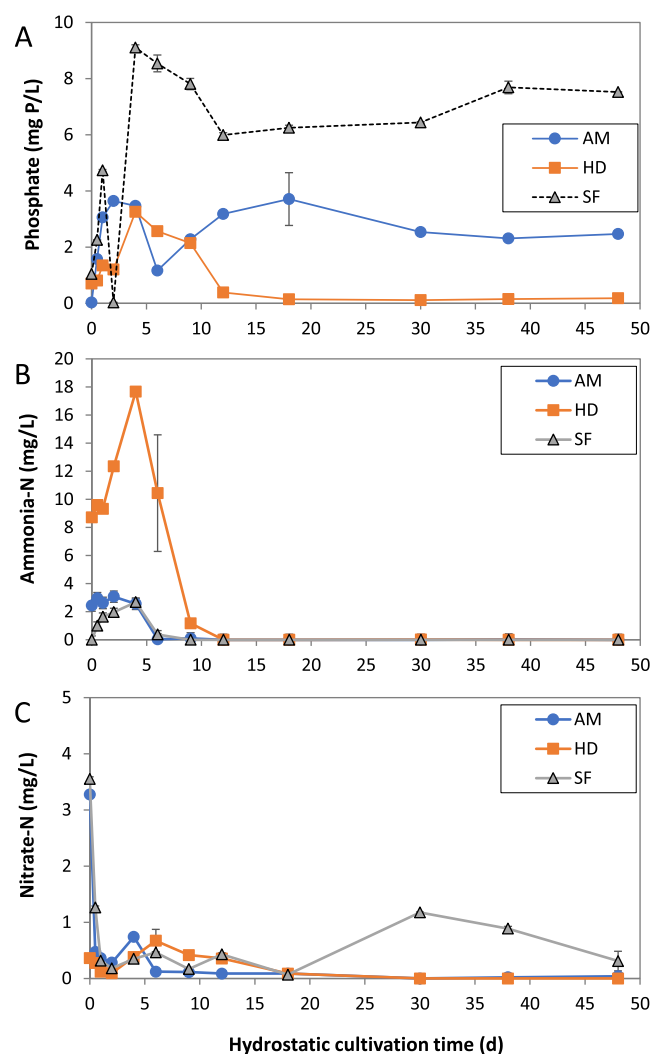 A
Phosphate (mg P/L)
10
8
6
4
2
0
0 5 10 15 20 25 30 35 40 45 50
AM
HD
SF
B
Ammonia-N (mg/L)
20
18
16
14
12
10
8
6
4
2
0
0 5 10 15 20 25 30 35 40 45 50
AM
HD
SF
C
Nitrate-N (mg/L)
5
4
3
2
1
0
0 5 10 15 20 25 30 35 40 45 50
AM
HD
SF
Hydrostatic cultivation time (d)